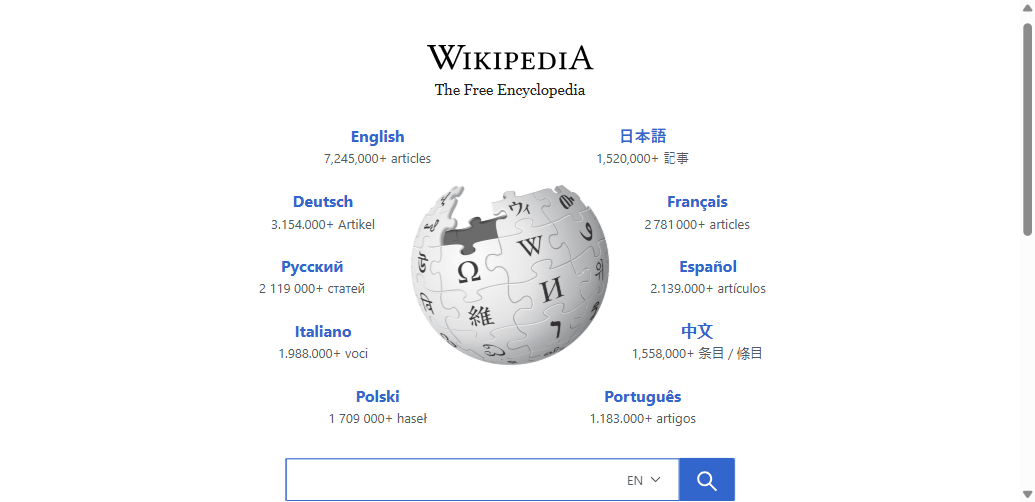 WIKIPEDIA
The Free Encyclopedia
English
7,245,000+ articles
日本語
1,520,000+ 記事
Deutsch
3.154.000+ Artikel
Français
2 781 000+ articles
Русский
2 119 000+ статей
Español
2.139.000+ artículos
Italiano
1.988.000+ voci
中文
1,558,000+ 条目 / 條目
Polski
1 709 000+ haseł
Português
1.183.000+ artigos
ウィ
W
Ω
И
維
EN